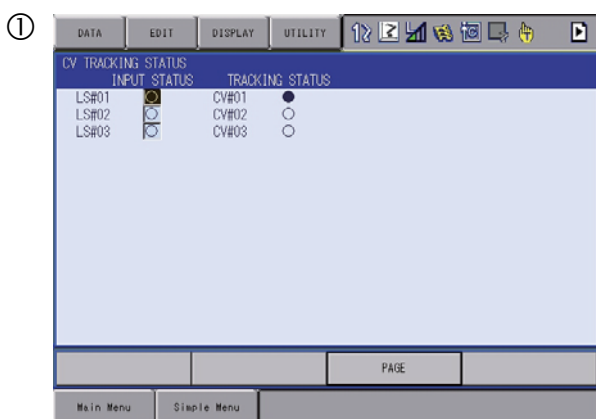 ①
DATA EDIT DISPLAY UTILITY
CV TRACKING STATUS
INPUT STATUS TRACKING STATUS
LS#01 CV#01
LS#02 CV#02
LS#03 CV#03
PAGE
Main Menu Simple Menu